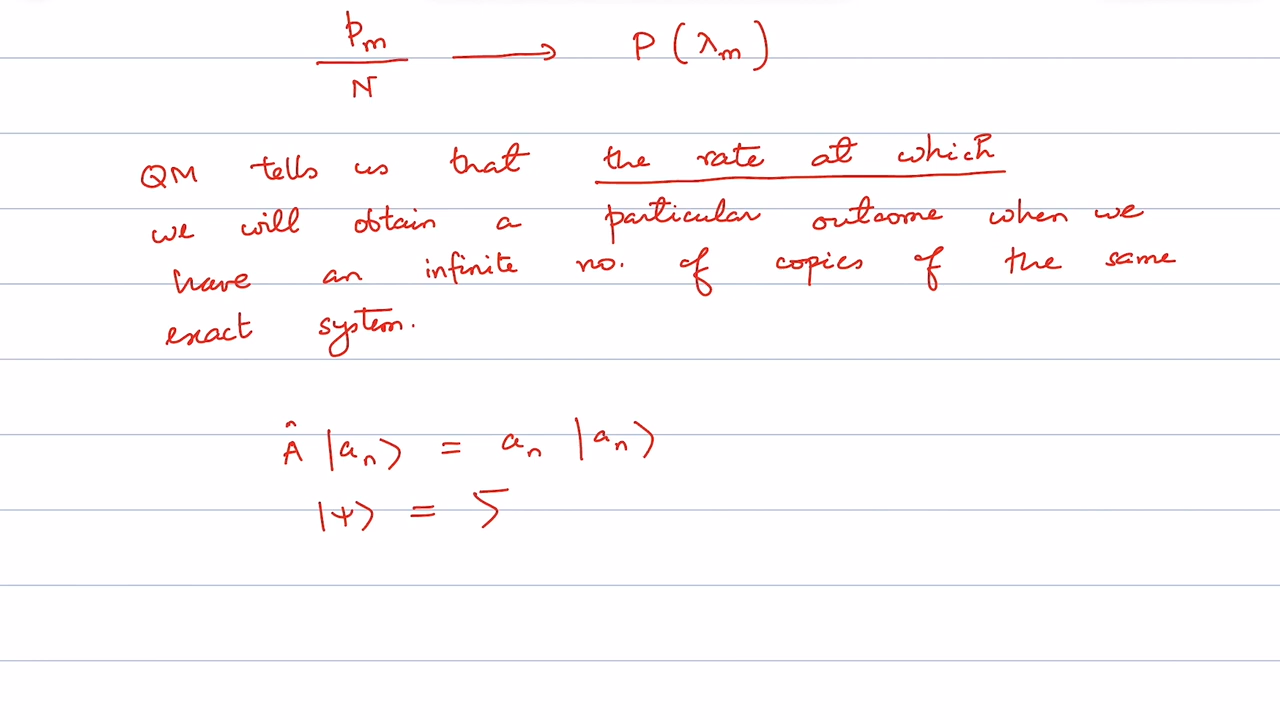 p_m / N ⟶ P(λ_m)
QM tells us that the rate at which
we will obtain a particular outcome when we
have an infinite no. of copies of the same
exact system.
Â |a_n⟩ = a_n |a_n⟩
|ψ⟩ = Σ